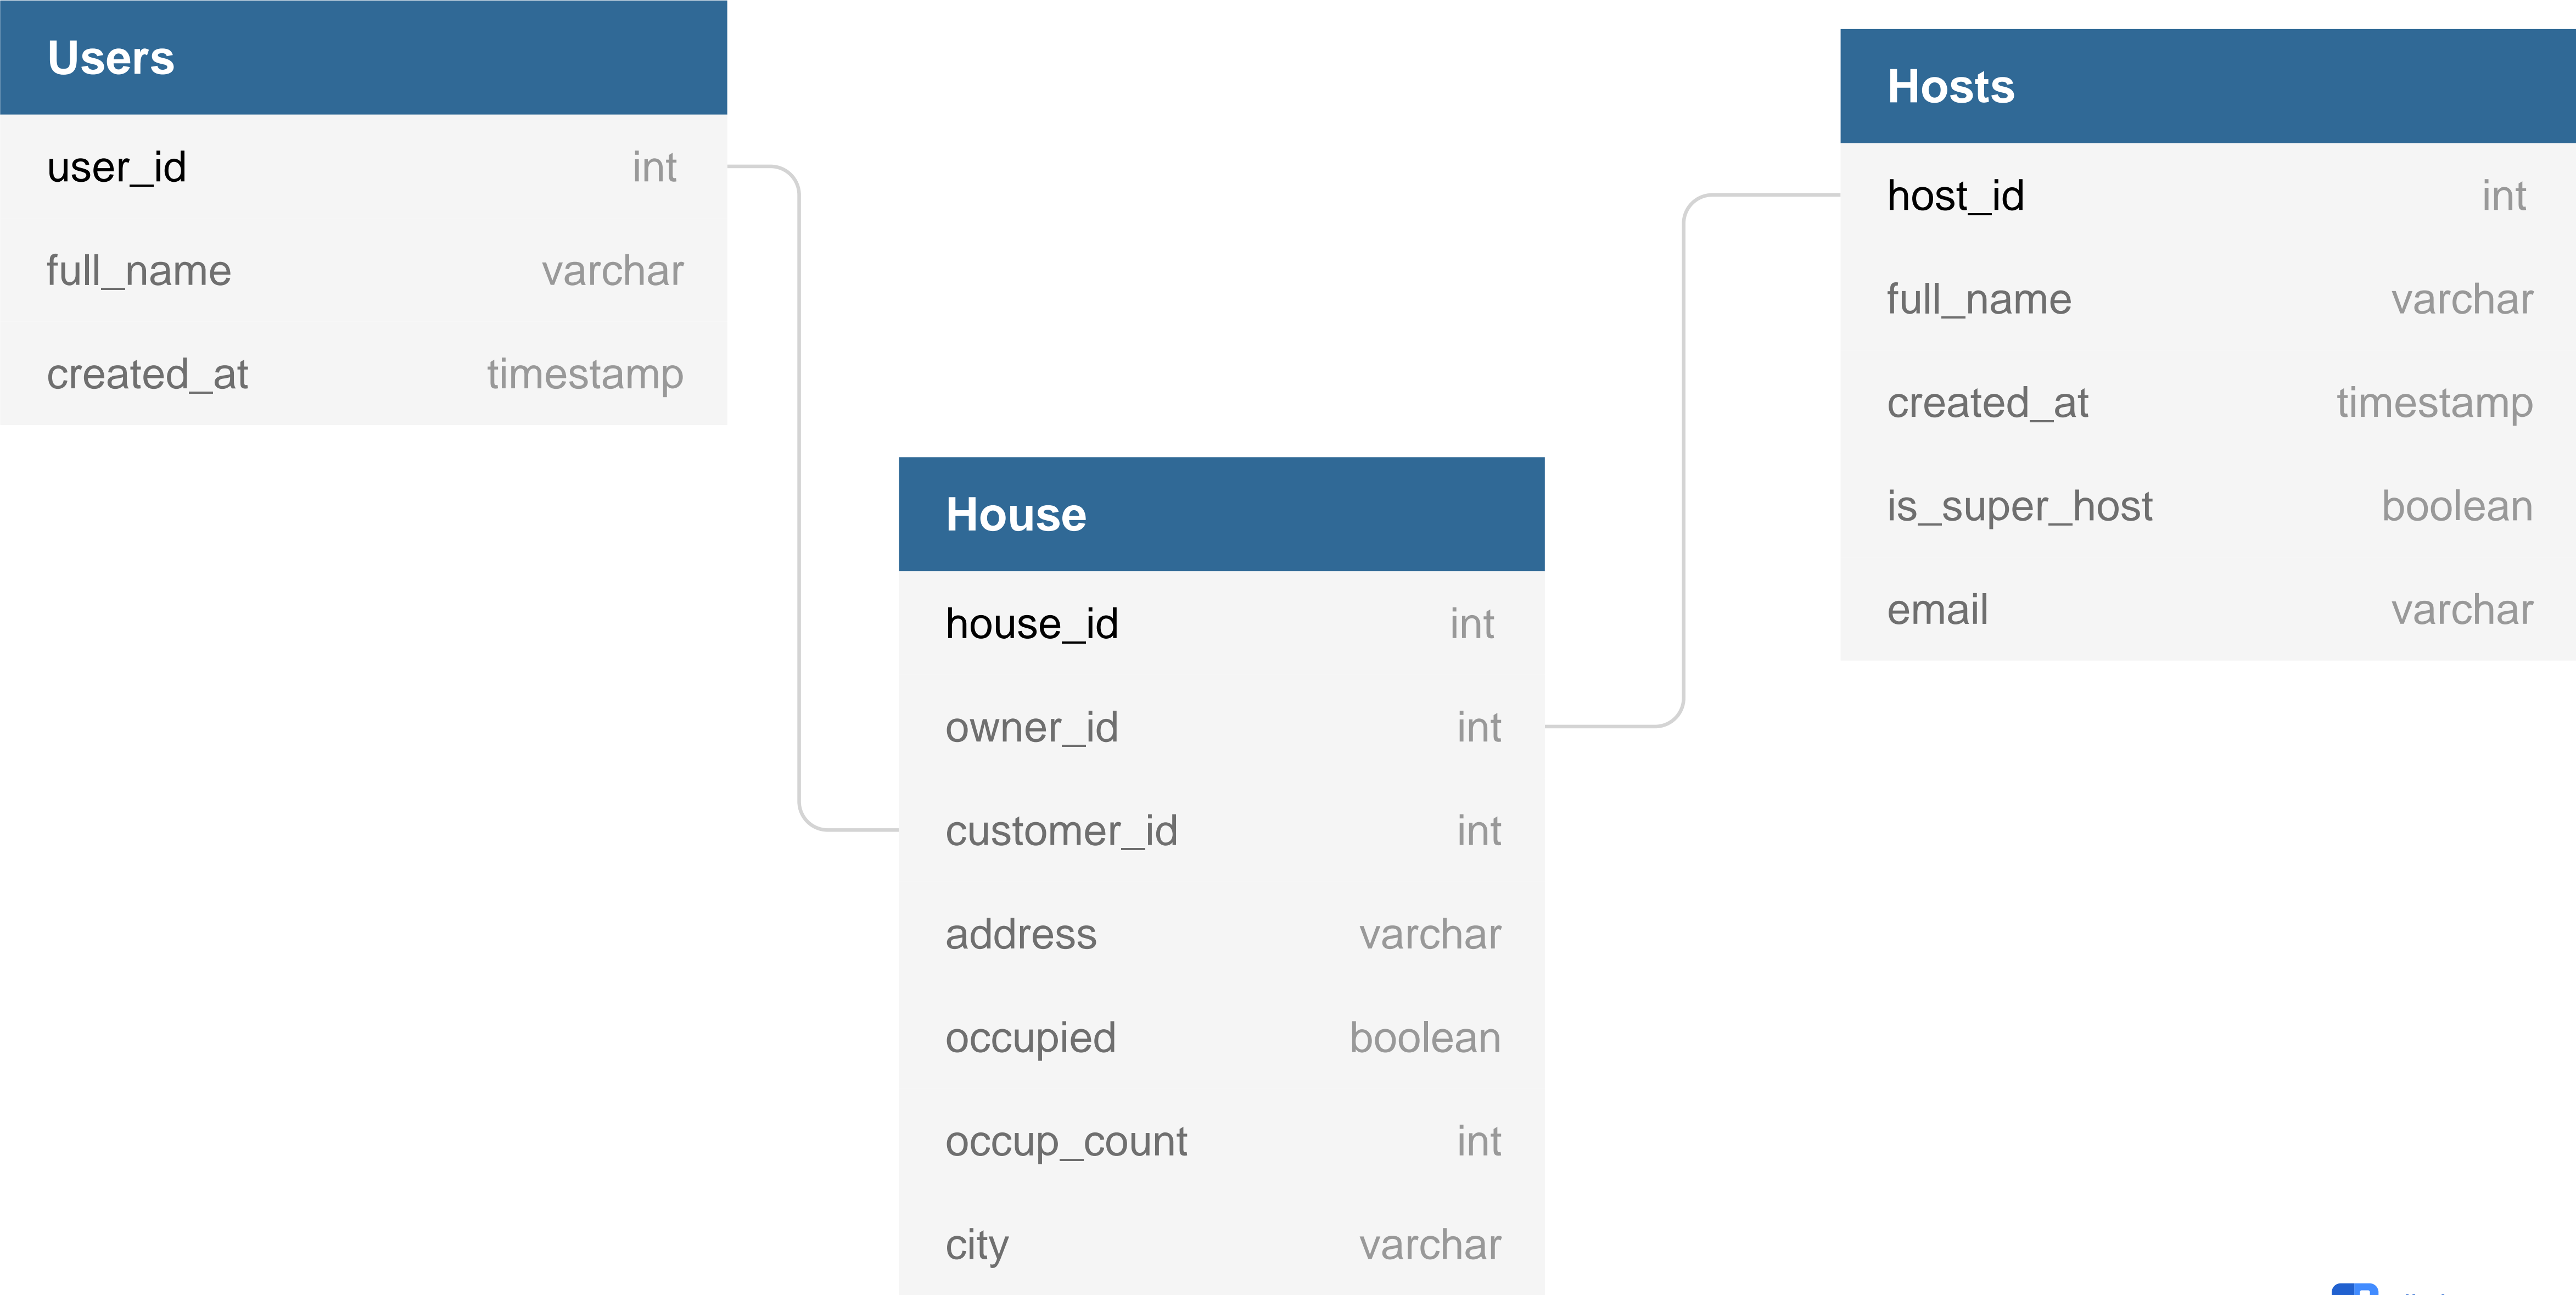 Users
user_id int
full_name varchar
created_at timestamp
House
house_id int
owner_id int
customer_id int
address varchar
occupied boolean
occup_count int
city varchar
Hosts
host_id int
full_name varchar
created_at timestamp
is_super_host boolean
email varchar